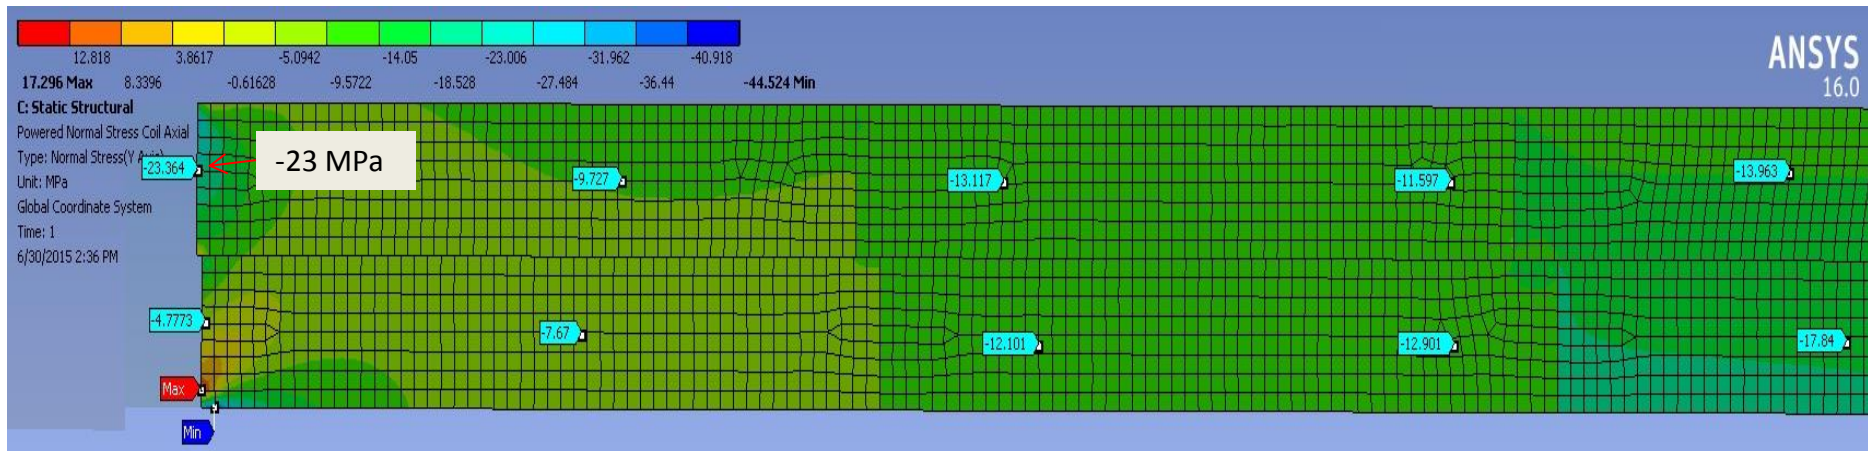 12.818 3.8617 -5.0942 -14.05 -23.006 -31.962 -40.918
17.296 Max 8.3396 -0.61628 -9.5722 -18.528 -27.484 -36.44 -44.524 Min
ANSYS
16.0
C: Static Structural
Powered Normal Stress Coil Axial
Type: Normal Stress(Y
Unit: MPa
Global Coordinate System
Time: 1
6/30/2015 2:36 PM
-23 MPa
-23.364 -9.727 -13.117 -11.597 -13.963
-4.7773 -7.67 -12.101 -12.901 -17.84
Max
Min